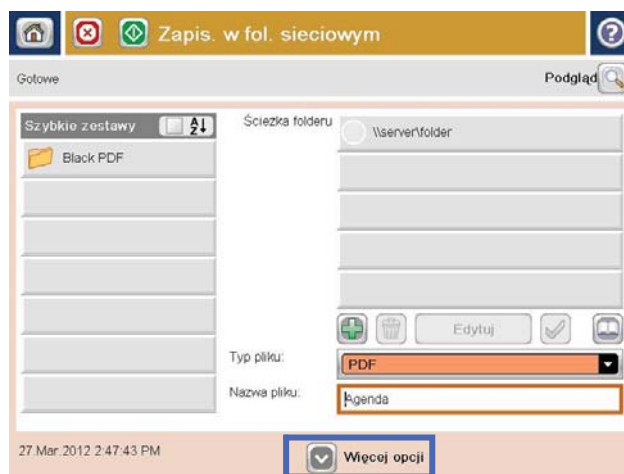 Zapis. w fol. sieciowym
Gotowe
Podgląd
Szybkie zestawy
Ścieżka folderu
\\server\folder
Black PDF
Edytuj
Typ pliku:
PDF
Nazwa pliku:
Agenda
27 Mar 2012 2:47:43 PM
Więcej opcji